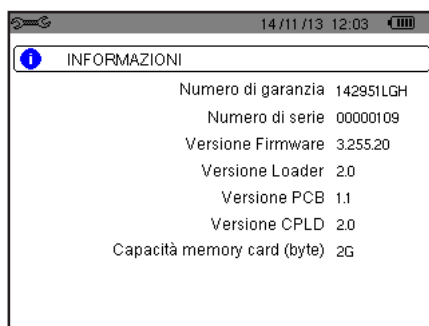 14/11/13 12:03
INFORMAZIONI
Numero di garanzia 142951LGH
Numero di serie 00000109
Versione Firmware 3.255.20
Versione Loader 2.0
Versione PCB 1.1
Versione CPLD 2.0
Capacità memory card (byte) 2G